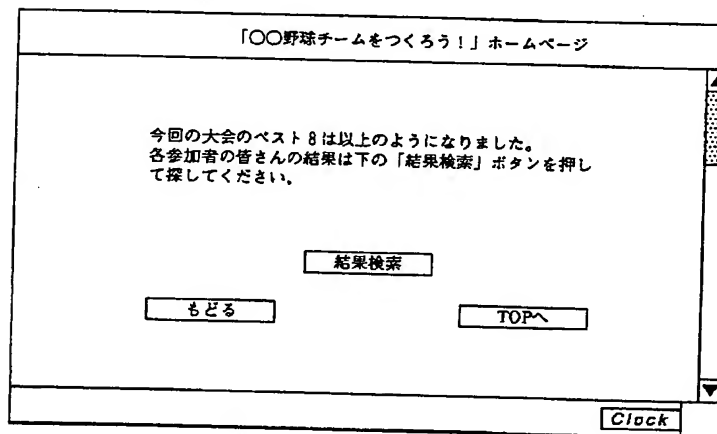 「〇〇野球チームをつくろう!」ホームページ
今回の大会のベスト8は以上のようになりました。
各参加者の皆さんの結果は下の「結果検索」ボタンを押し
て探してください。
結果検索
もどる
TOPへ
Clock